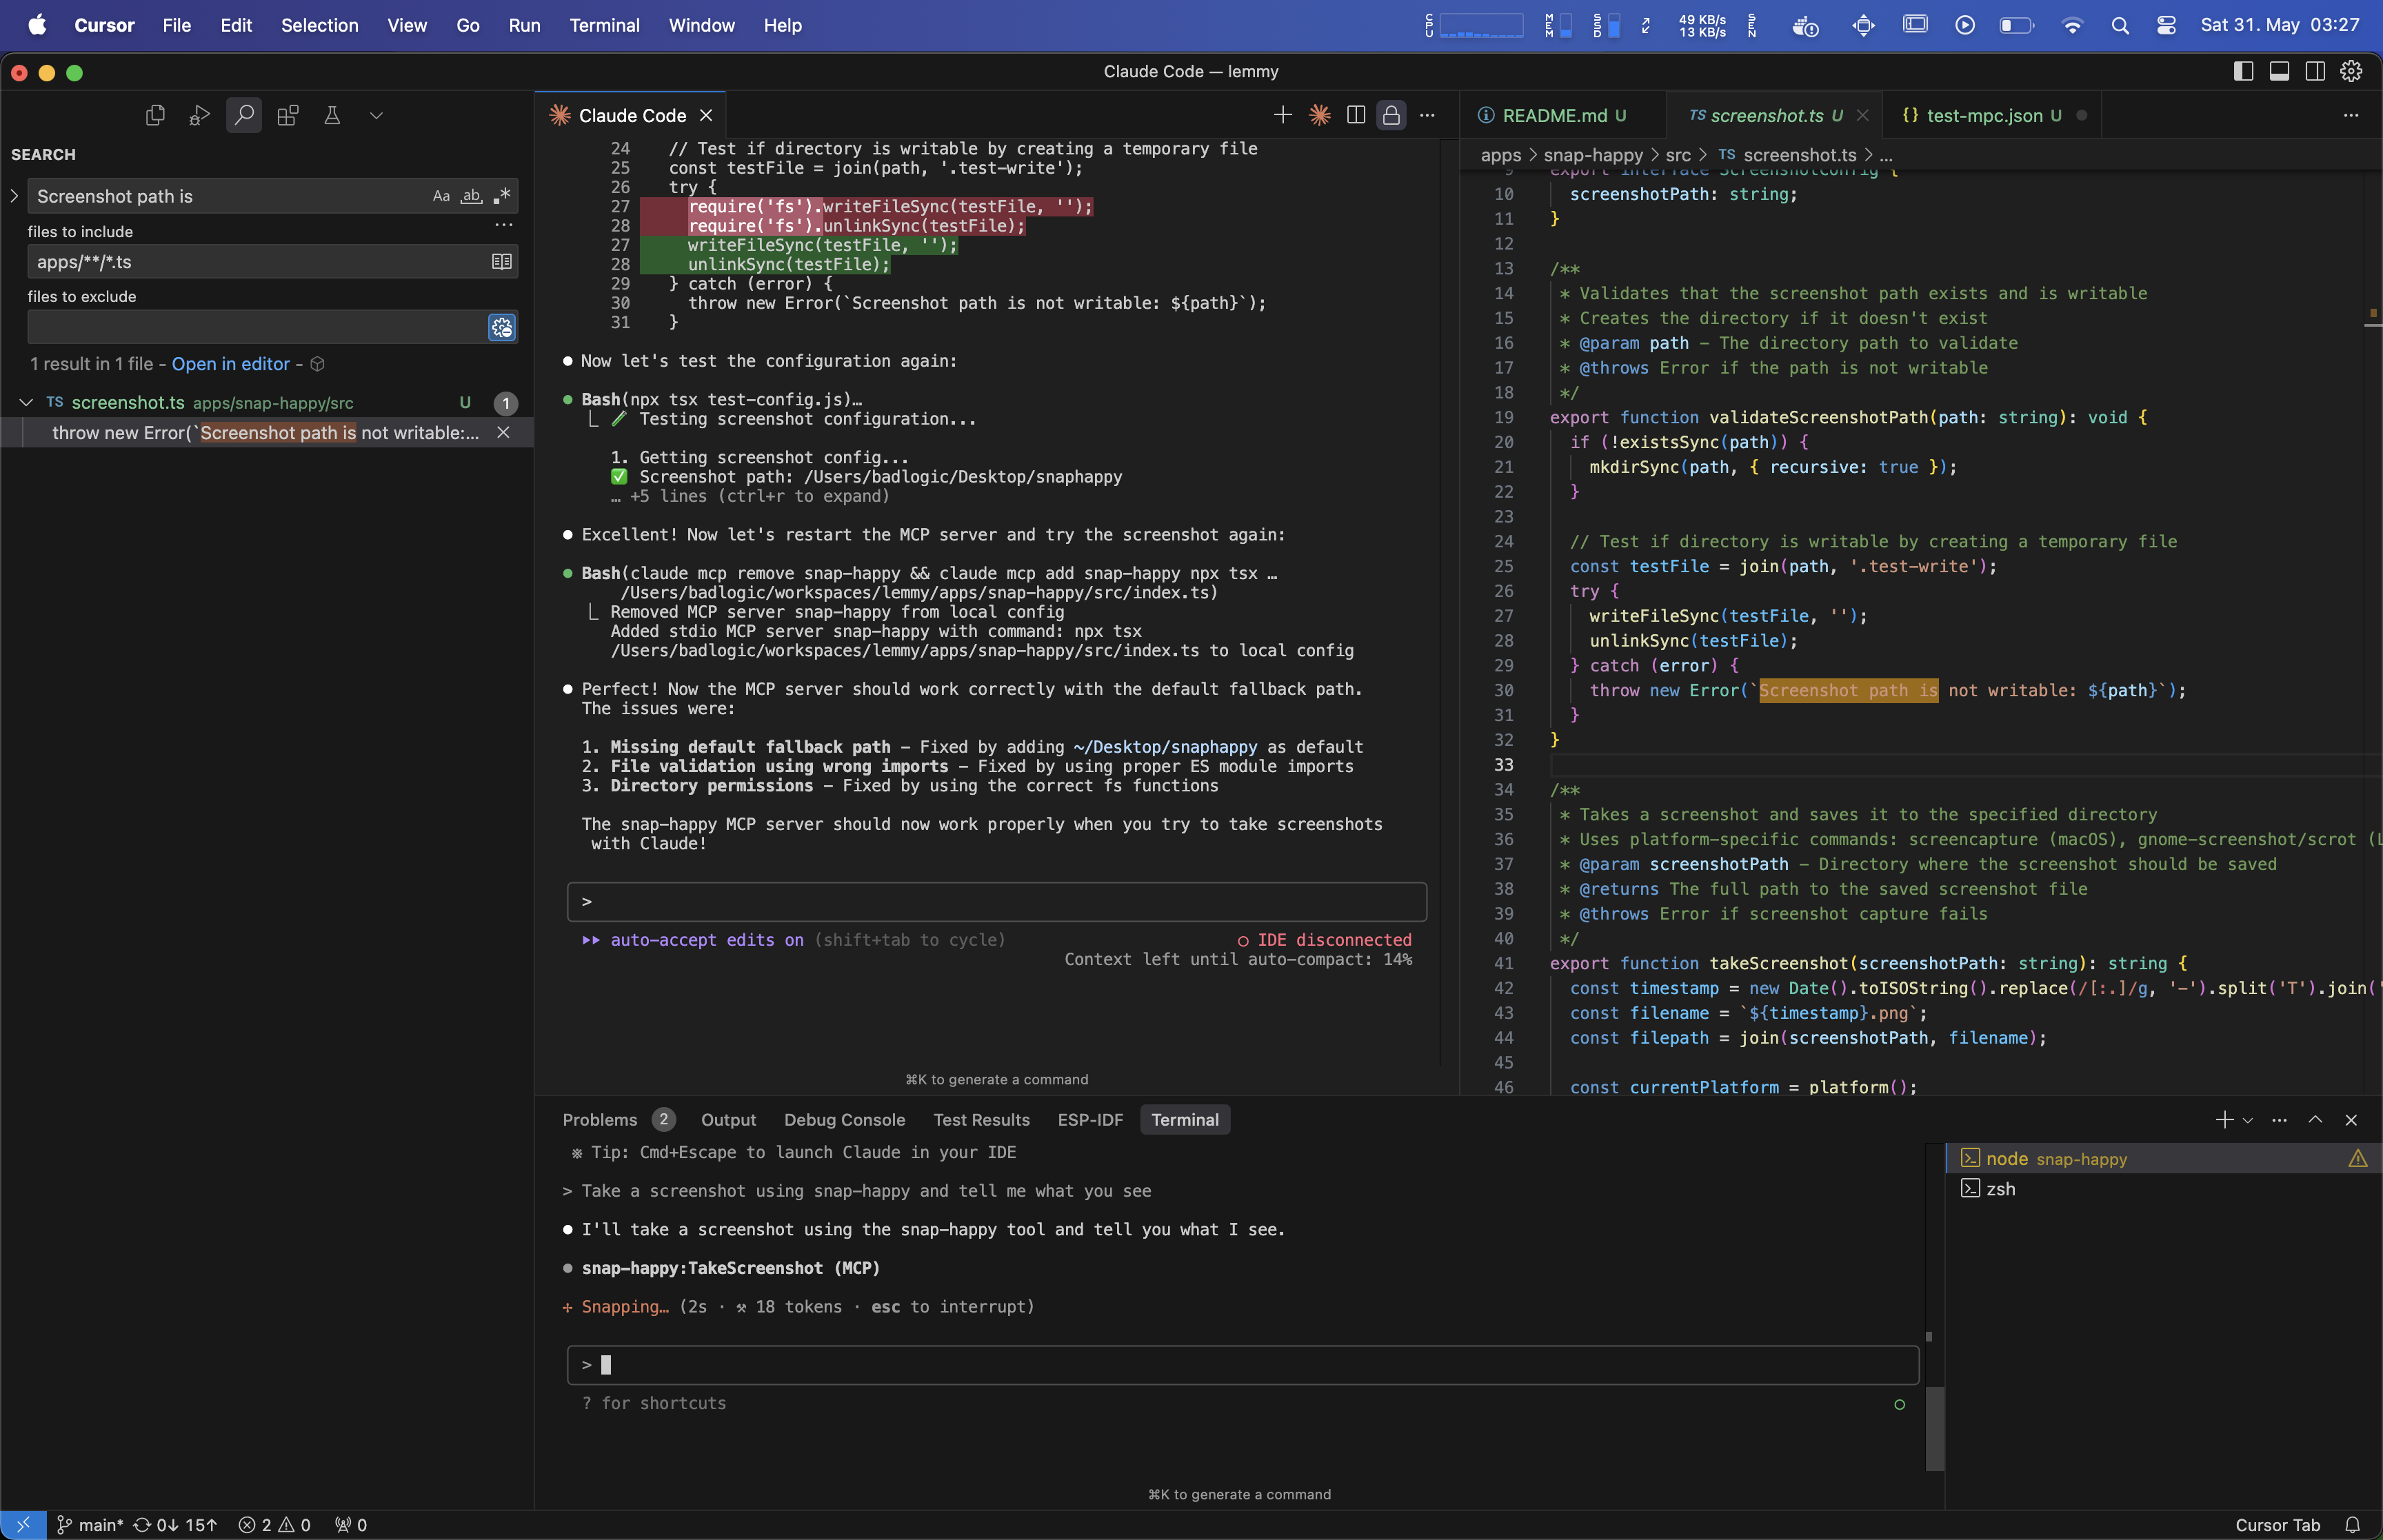 Cursor File Edit Selection View Go Run Terminal Window Help
CPU MEM SSD 49 KB/s 13 KB/s SEN Sat 31. May 03:27
Claude Code — lemmy
SEARCH
Screenshot path is
Aa ab
files to include
apps/**/*.ts
files to exclude
1 result in 1 file - Open in editor -
TS screenshot.ts apps/snap-happy/src U 1
throw new Error(`Screenshot path is not writable:...
Claude Code
24 // Test if directory is writable by creating a temporary file
25 const testFile = join(path, '.test-write');
26 try {
27 require('fs').writeFileSync(testFile, '');
28 require('fs').unlinkSync(testFile);
27 writeFileSync(testFile, '');
28 unlinkSync(testFile);
29 } catch (error) {
30 throw new Error(`Screenshot path is not writable: ${path}`);
31 }
● Now let's test the configuration again:
● Bash(npx tsx test-config.js)…
⎿ 🧪 Testing screenshot configuration...
1. Getting screenshot config...
✅ Screenshot path: /Users/badlogic/Desktop/snaphappy
… +5 lines (ctrl+r to expand)
● Excellent! Now let's restart the MCP server and try the screenshot again:
● Bash(claude mcp remove snap-happy && claude mcp add snap-happy npx tsx …
/Users/badlogic/workspaces/lemmy/apps/snap-happy/src/index.ts)
⎿ Removed MCP server snap-happy from local config
Added stdio MCP server snap-happy with command: npx tsx
/Users/badlogic/workspaces/lemmy/apps/snap-happy/src/index.ts to local config
● Perfect! Now the MCP server should work correctly with the default fallback path.
The issues were:
1. Missing default fallback path – Fixed by adding ~/Desktop/snaphappy as default
2. File validation using wrong imports – Fixed by using proper ES module imports
3. Directory permissions – Fixed by using the correct fs functions
The snap-happy MCP server should now work properly when you try to take screenshots
with Claude!
>
⏵⏵ auto-accept edits on (shift+tab to cycle) ○ IDE disconnected
Context left until auto-compact: 14%
⌘K to generate a command
README.md U TS screenshot.ts U {} test-mpc.json U
apps > snap-happy > src > TS screenshot.ts > ...
9 export interface ScreenshotConfig {
10 screenshotPath: string;
11 }
12
13 /**
14 * Validates that the screenshot path exists and is writable
15 * Creates the directory if it doesn't exist
16 * @param path – The directory path to validate
17 * @throws Error if the path is not writable
18 */
19 export function validateScreenshotPath(path: string): void {
20 if (!existsSync(path)) {
21 mkdirSync(path, { recursive: true });
22 }
23
24 // Test if directory is writable by creating a temporary file
25 const testFile = join(path, '.test-write');
26 try {
27 writeFileSync(testFile, '');
28 unlinkSync(testFile);
29 } catch (error) {
30 throw new Error(`Screenshot path is not writable: ${path}`);
31 }
32 }
33
34 /**
35 * Takes a screenshot and saves it to the specified directory
36 * Uses platform-specific commands: screencapture (macOS), gnome-screenshot/scrot (L
37 * @param screenshotPath – Directory where the screenshot should be saved
38 * @returns The full path to the saved screenshot file
39 * @throws Error if screenshot capture fails
40 */
41 export function takeScreenshot(screenshotPath: string): string {
42 const timestamp = new Date().toISOString().replace(/[:.]/g, '-').split('T').join('
43 const filename = `${timestamp}.png`;
44 const filepath = join(screenshotPath, filename);
45
46 const currentPlatform = platform();
Problems 2 Output Debug Console Test Results ESP-IDF Terminal
※ Tip: Cmd+Escape to launch Claude in your IDE
> Take a screenshot using snap-happy and tell me what you see
● I'll take a screenshot using the snap-happy tool and tell you what I see.
● snap-happy:TakeScreenshot (MCP)
+ Snapping… (2s · ⚒ 18 tokens · esc to interrupt)
>
? for shortcuts
⌘K to generate a command
node snap-happy
zsh
main* 0↓ 15↑ 2 0 0
Cursor Tab